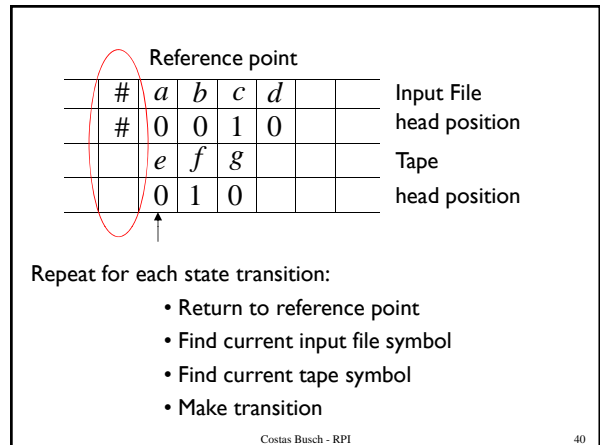 Reference point
# a b c d Input File
# 0 0 1 0 head position
e f g Tape
0 1 0 head position
Repeat for each state transition:
• Return to reference point
• Find current input file symbol
• Find current tape symbol
• Make transition
Costas Busch - RPI 40